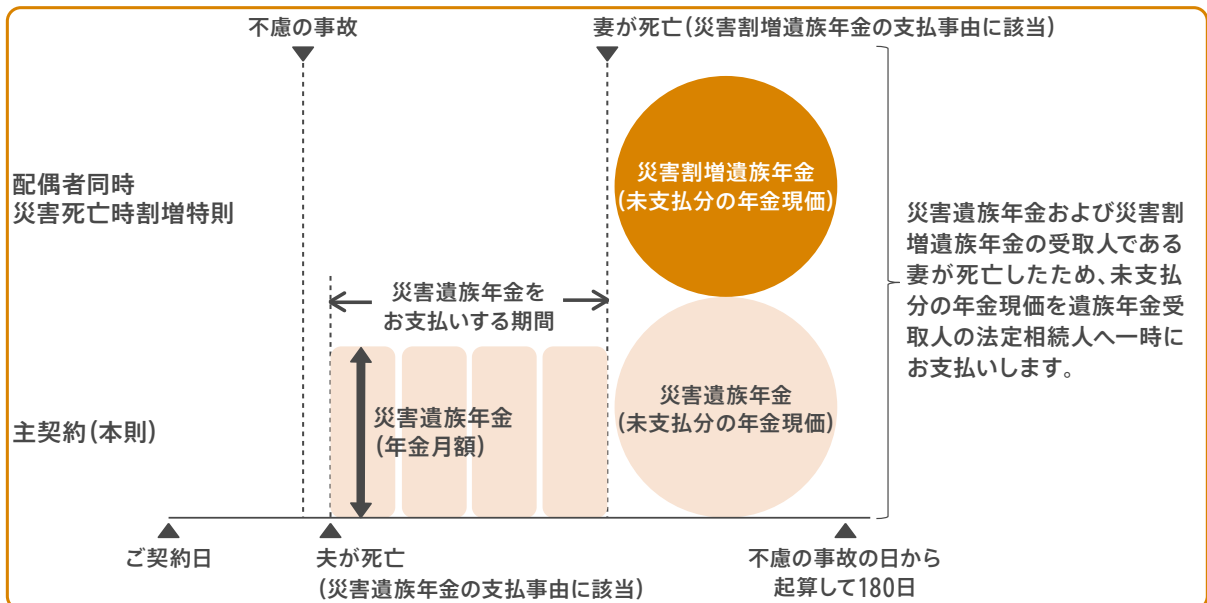 不慮の事故
妻が死亡(災害割増遺族年金の支払事由に該当)
配偶者同時
災害死亡時割増特則
災害割増遺族年金
(未支払分の年金現価)
災害遺族年金を
お支払いする期間
災害遺族年金および災害割
増遺族年金の受取人である
妻が死亡したため、未支払
分の年金現価を遺族年金受
取人の法定相続人へ一時に
お支払いします。
主契約(本則)
災害遺族年金
(年金月額)
災害遺族年金
(未支払分の年金現価)
ご契約日
夫が死亡
(災害遺族年金の支払事由に該当)
不慮の事故の日から
起算して180日